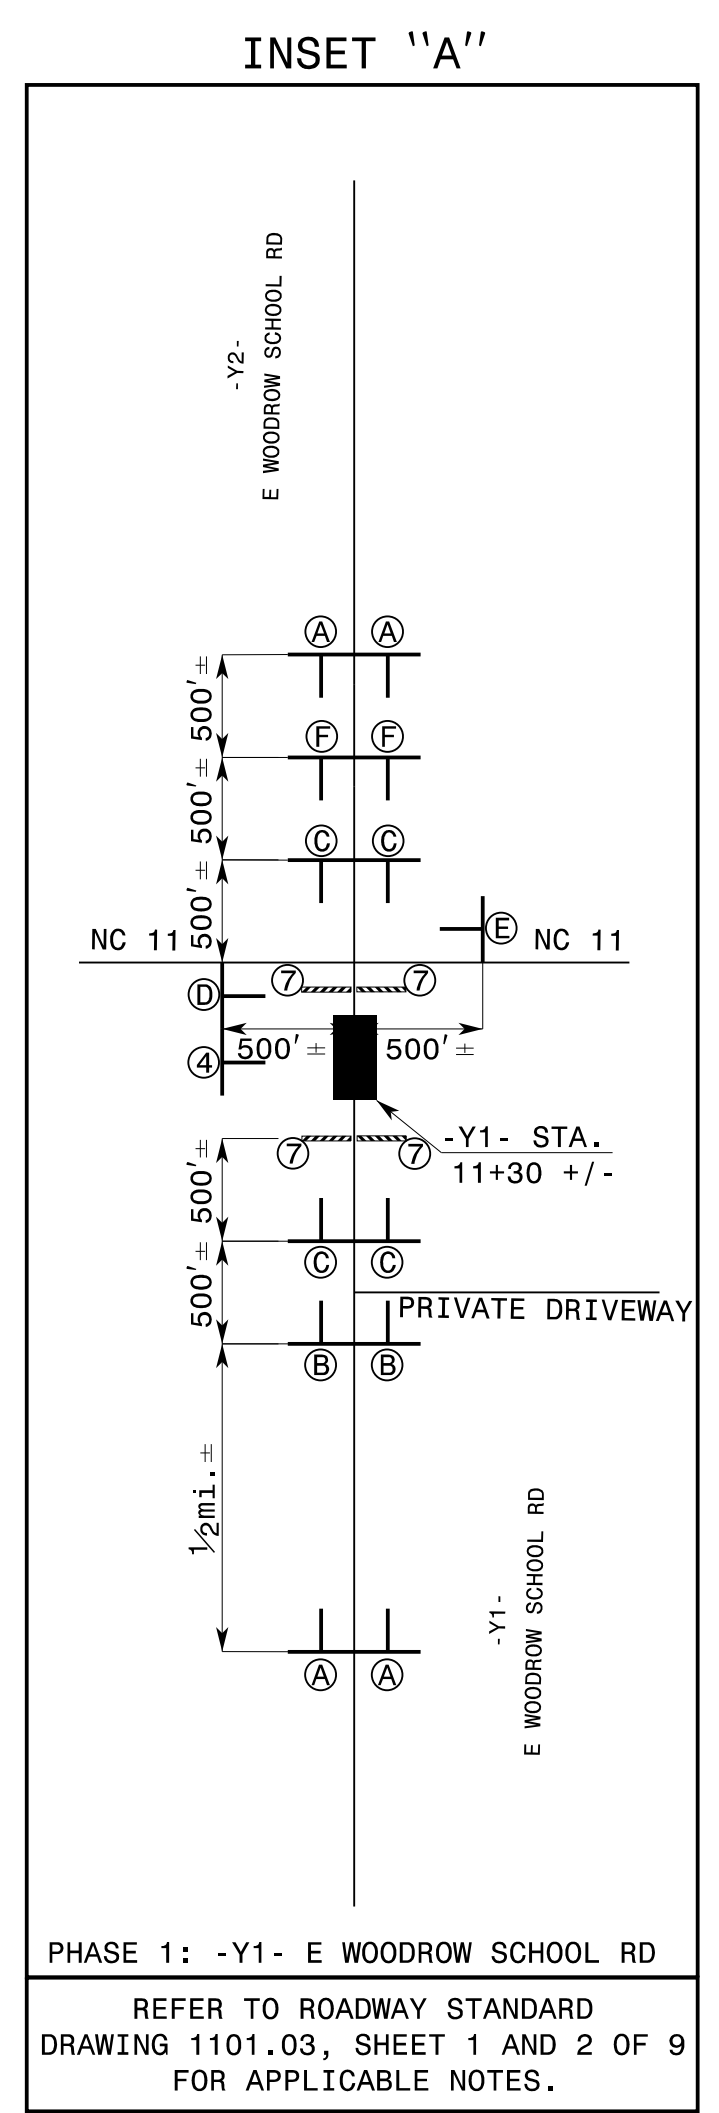 INSET "A"
-Y2-
E WOODROW SCHOOL RD
A A
500'±
F F
500'±
C C
500'±
E
NC 11 NC 11
7 7
D
500'± 500'±
4
-Y1- STA.
11+30 +/-
7 7
500'±
C C
500'±
PRIVATE DRIVEWAY
B B
1/2mi.±
-Y1-
E WOODROW SCHOOL RD
A A
PHASE 1: -Y1- E WOODROW SCHOOL RD
REFER TO ROADWAY STANDARD
DRAWING 1101.03, SHEET 1 AND 2 OF 9
FOR APPLICABLE NOTES.